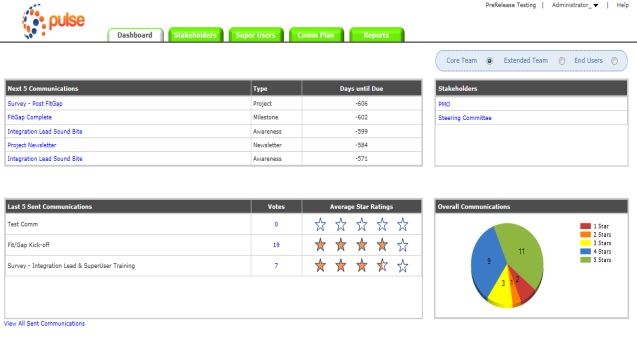 PreRelease Testing | Administrator_ ▼ | Help
pulse
Dashboard Stakeholders Super Users Comm Plan Reports
Core Team Extended Team End Users
Next 5 Communications Type Days until Due
Survey - Post FitGap Project -606
FitGap Complete Milestone -602
Integration Lead Sound Bite Awareness -599
Project Newsletter Newsletter -584
Integration Lead Sound Bite Awareness -571
Stakeholders
PMO
Steering Committee
Last 5 Sent Communications Votes Average Star Ratings
Test Comm 0
Fit/Gap Kick-off 19
Survey - Integration Lead & SuperUser Training 7
View All Sent Communications
Overall Communications
11
9
3 1 2
1 Star
2 Stars
3 Stars
4 Stars
5 Stars